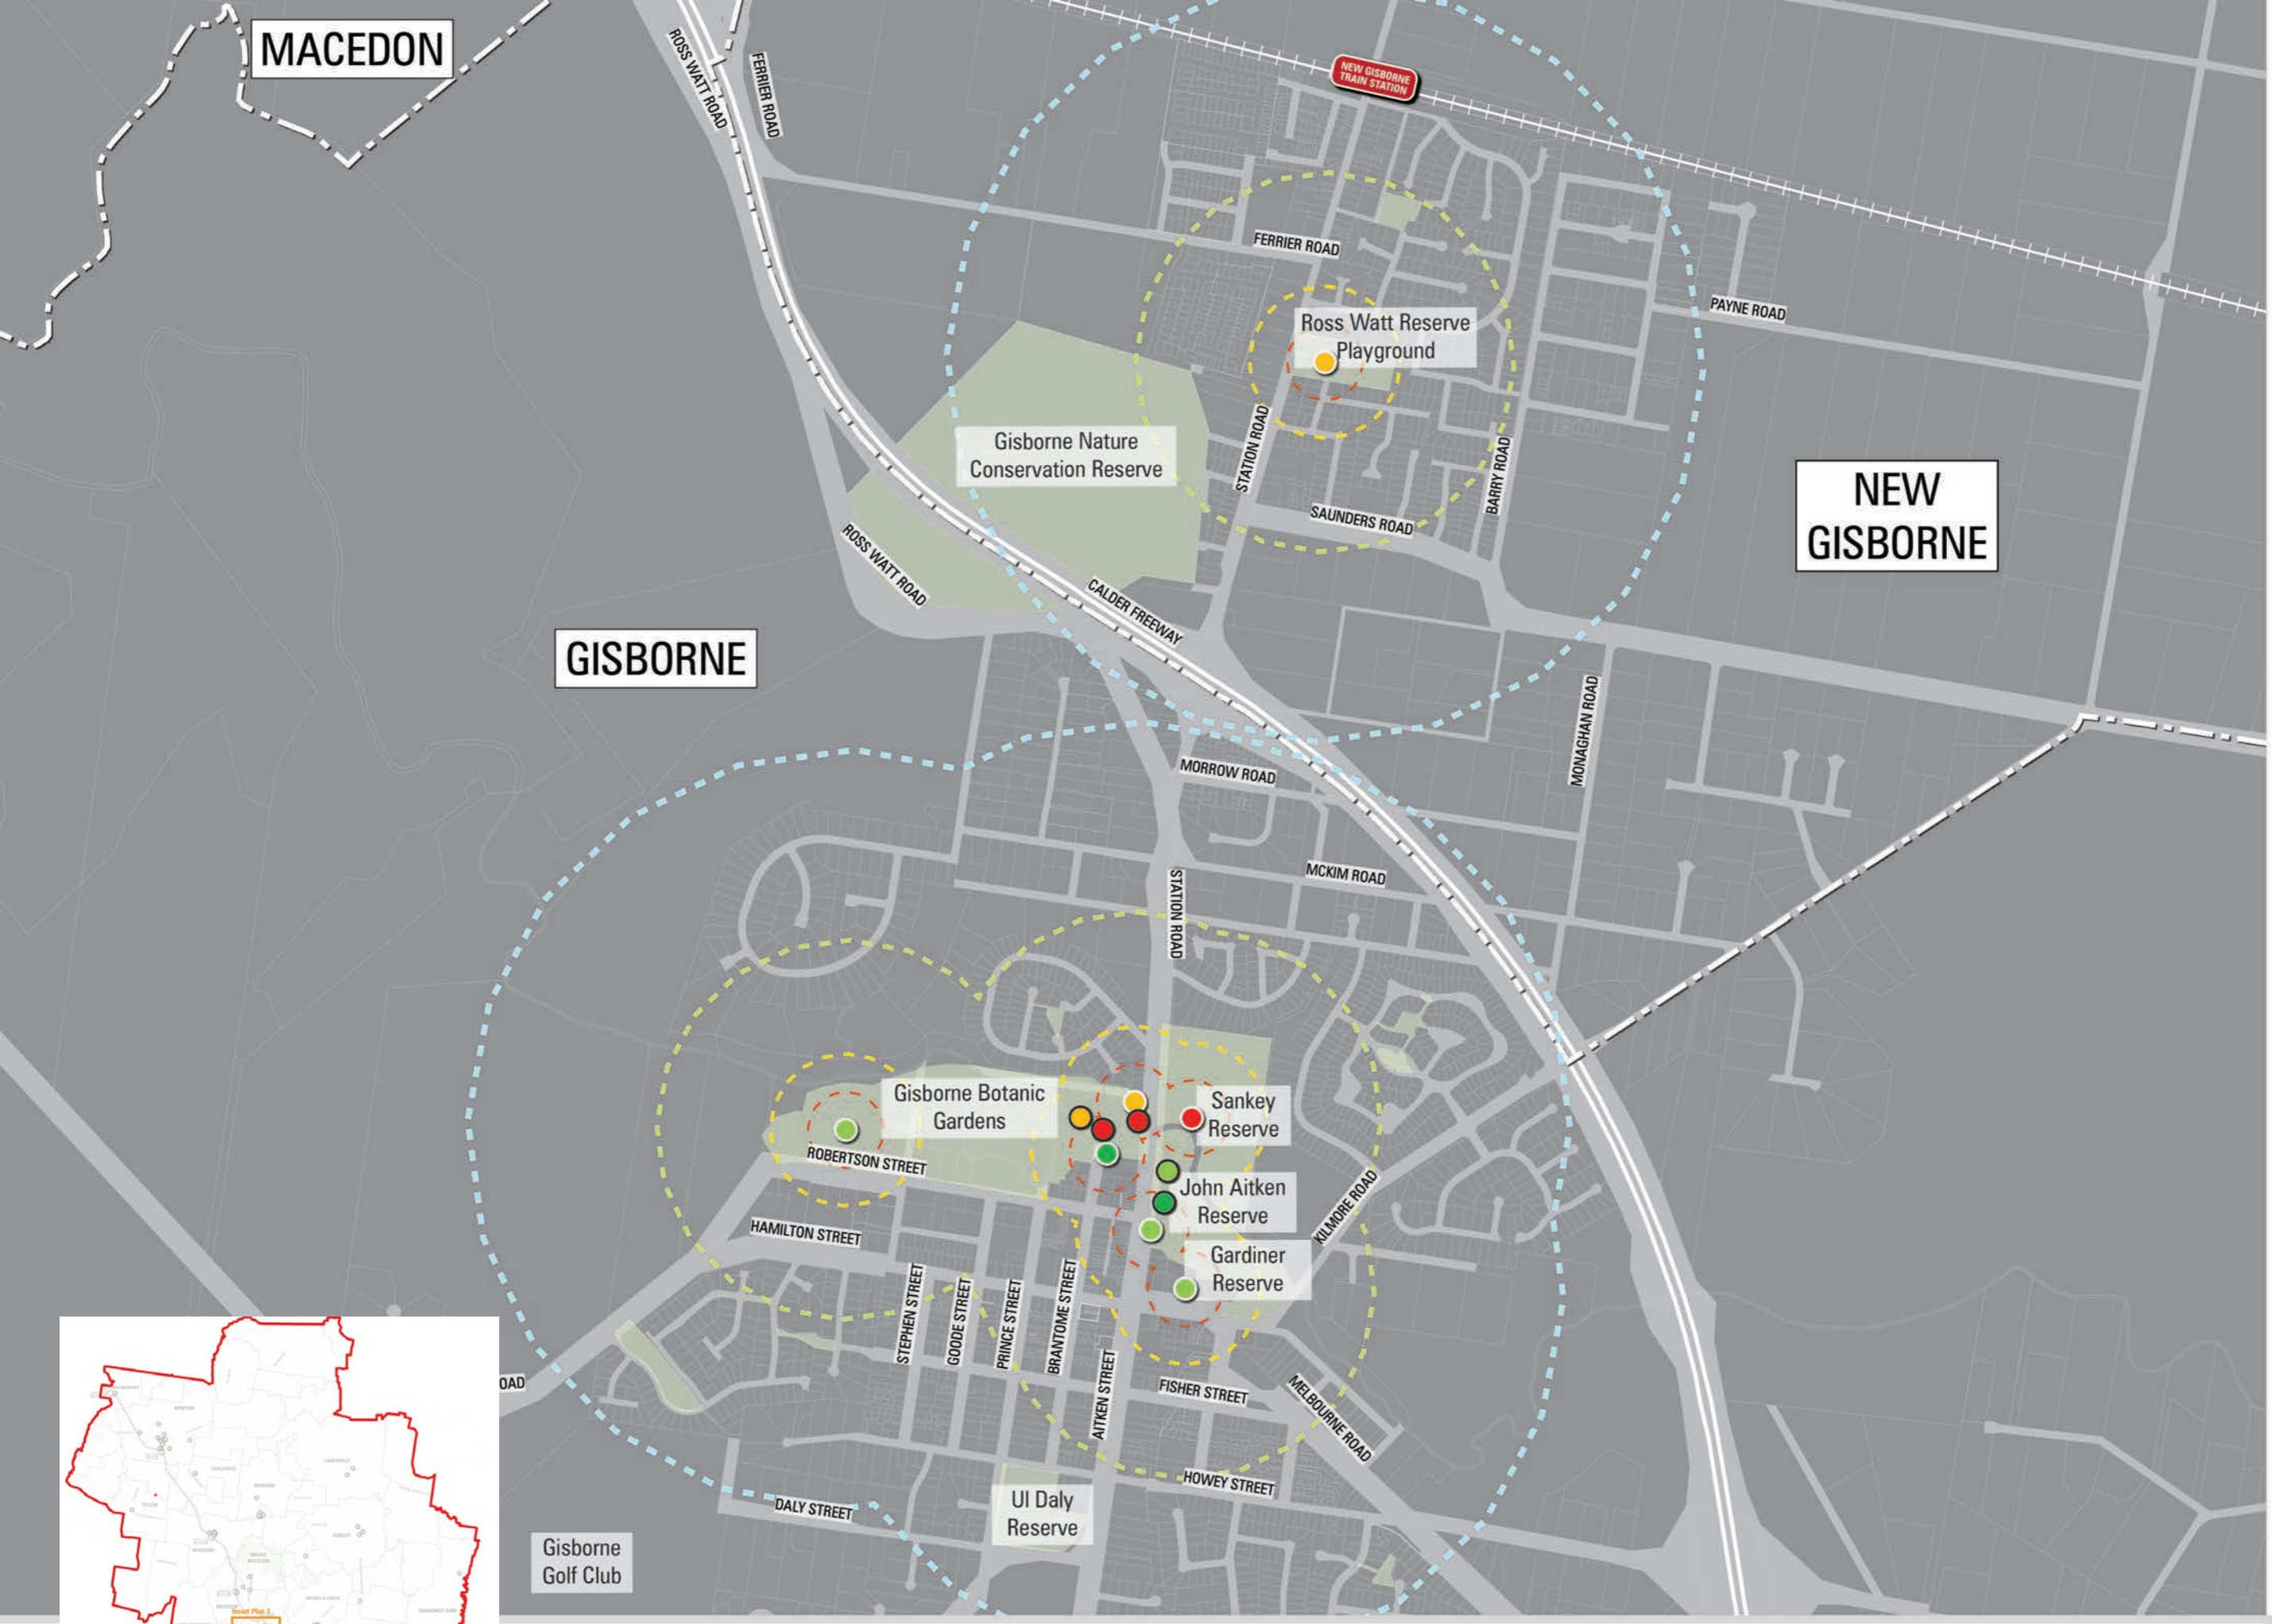 MACEDON
ROSS WATT ROAD
FERRIER ROAD
NEW GISBORNE
TRAIN STATION
FERRIER ROAD
PAYNE ROAD
Ross Watt Reserve
Playground
Gisborne Nature
Conservation Reserve
STATION ROAD
BARRY ROAD
SAUNDERS ROAD
NEW
GISBORNE
ROSS WATT ROAD
CALDER FREEWAY
GISBORNE
MONAGHAN ROAD
MORROW ROAD
MCKIM ROAD
STATION ROAD
Gisborne Botanic
Gardens
Sankey
Reserve
ROBERTSON STREET
John Aitken
Reserve
KILMORE ROAD
HAMILTON STREET
Gardiner
Reserve
STEPHEN STREET
GOODE STREET
PRINCE STREET
BRANTOME STREET
AITKEN STREET
OAD
FISHER STREET
MELBOURNE ROAD
HOWEY STREET
UI Daly
Reserve
DALY STREET
Gisborne
Golf Club
Inset Plan 2